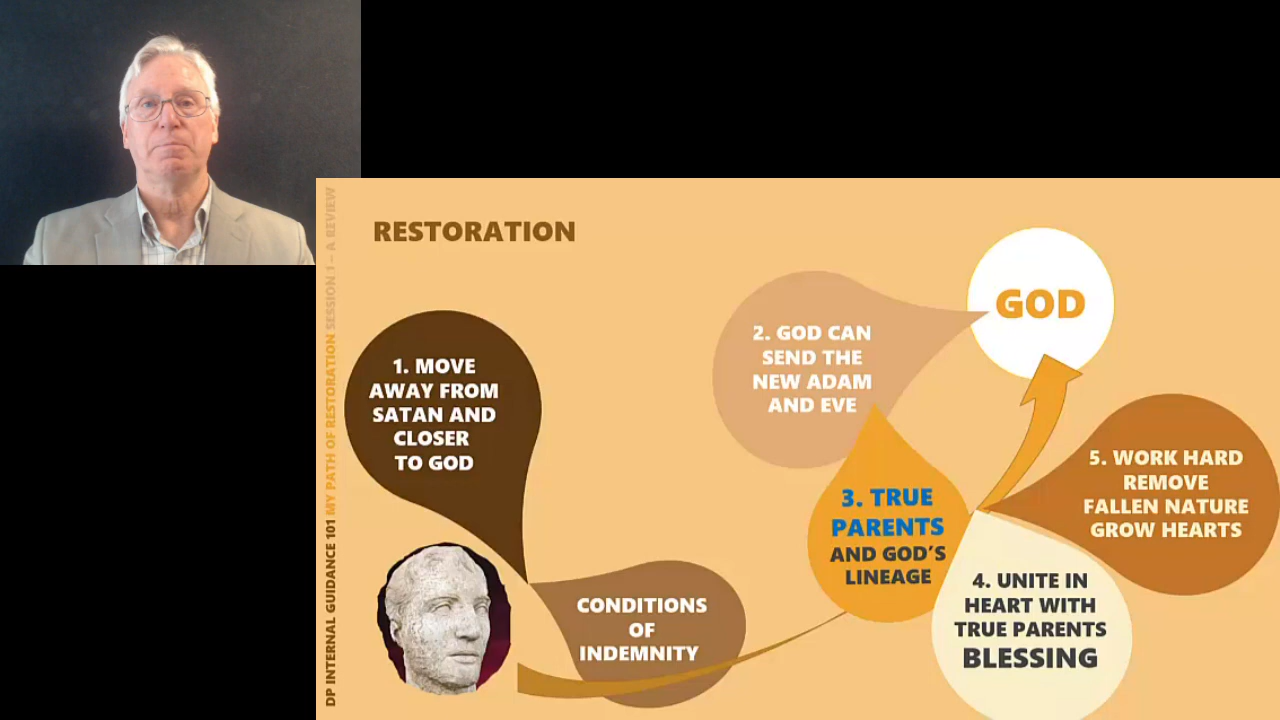 RESTORATION
1. MOVE
AWAY FROM
SATAN AND
CLOSER
TO GOD
CONDITIONS
OF
INDEMNITY
2. GOD CAN
SEND THE
NEW ADAM
AND EVE
GOD
3. TRUE
PARENTS
AND GOD'S
LINEAGE
4. UNITE IN
HEART WITH
TRUE PARENTS
BLESSING
5. WORK HARD
REMOVE
FALLEN NATURE
GROW HEARTS
DP INTERNAL GUIDANCE 101 MY PATH OF RESTORATION SESSION 1 – A REVIEW